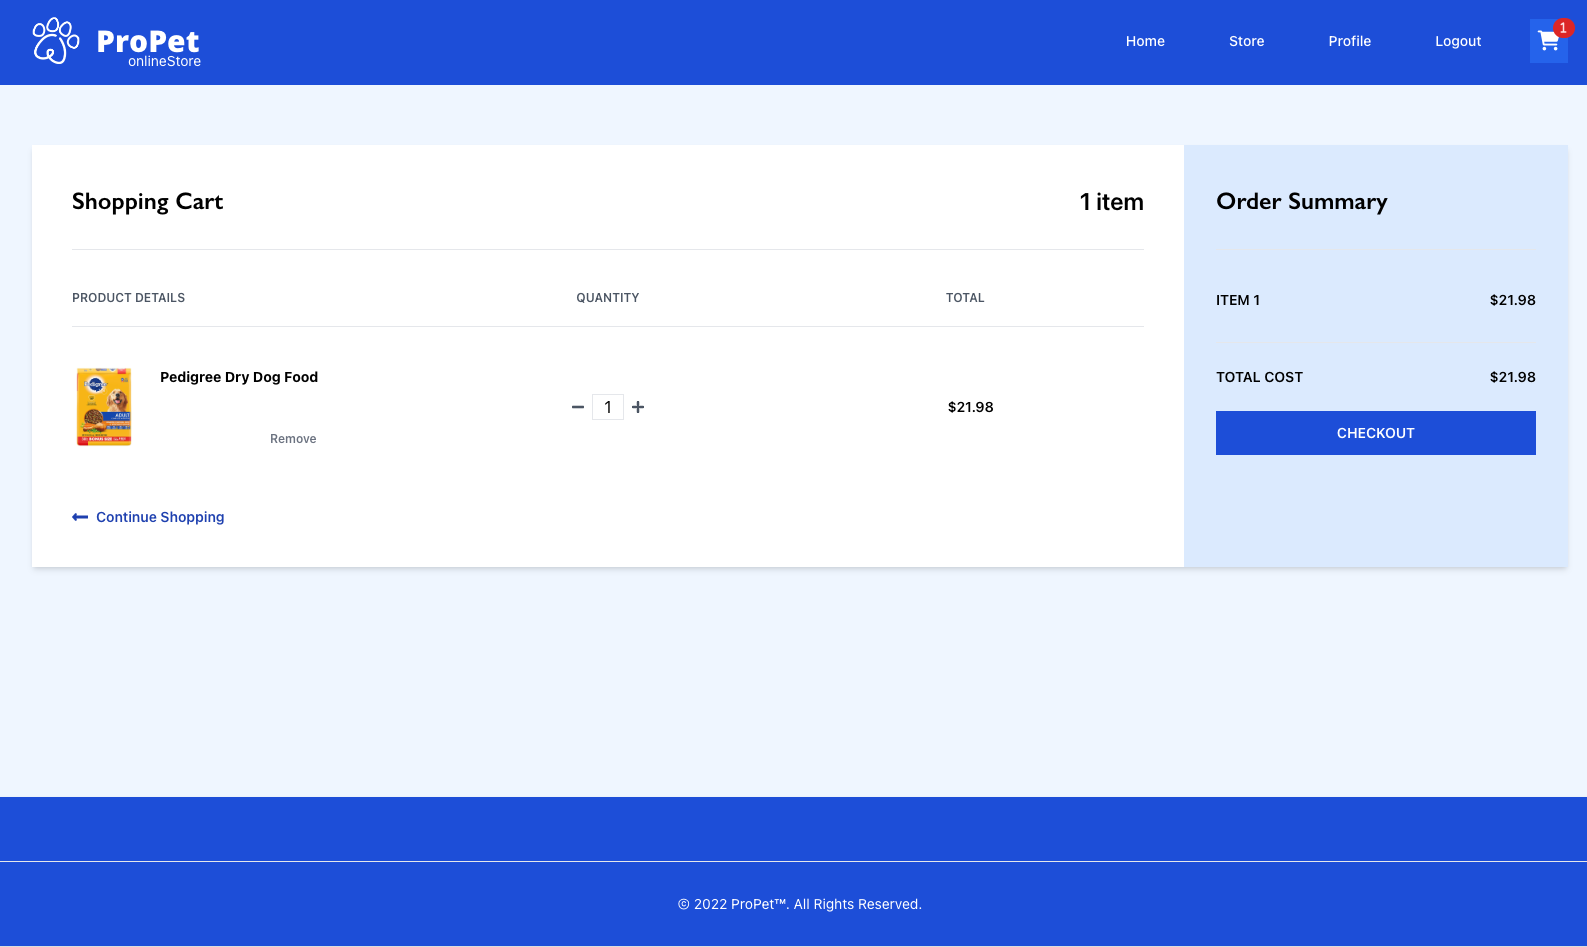 ProPet
onlineStore
Home
Store
Profile
Logout
1
Shopping Cart
1 item
PRODUCT DETAILS
QUANTITY
TOTAL
Pedigree
ADULT
Pedigree Dry Dog Food
Remove
1
$21.98
Continue Shopping
Order Summary
ITEM 1
$21.98
TOTAL COST
$21.98
CHECKOUT
© 2022 ProPet™. All Rights Reserved.